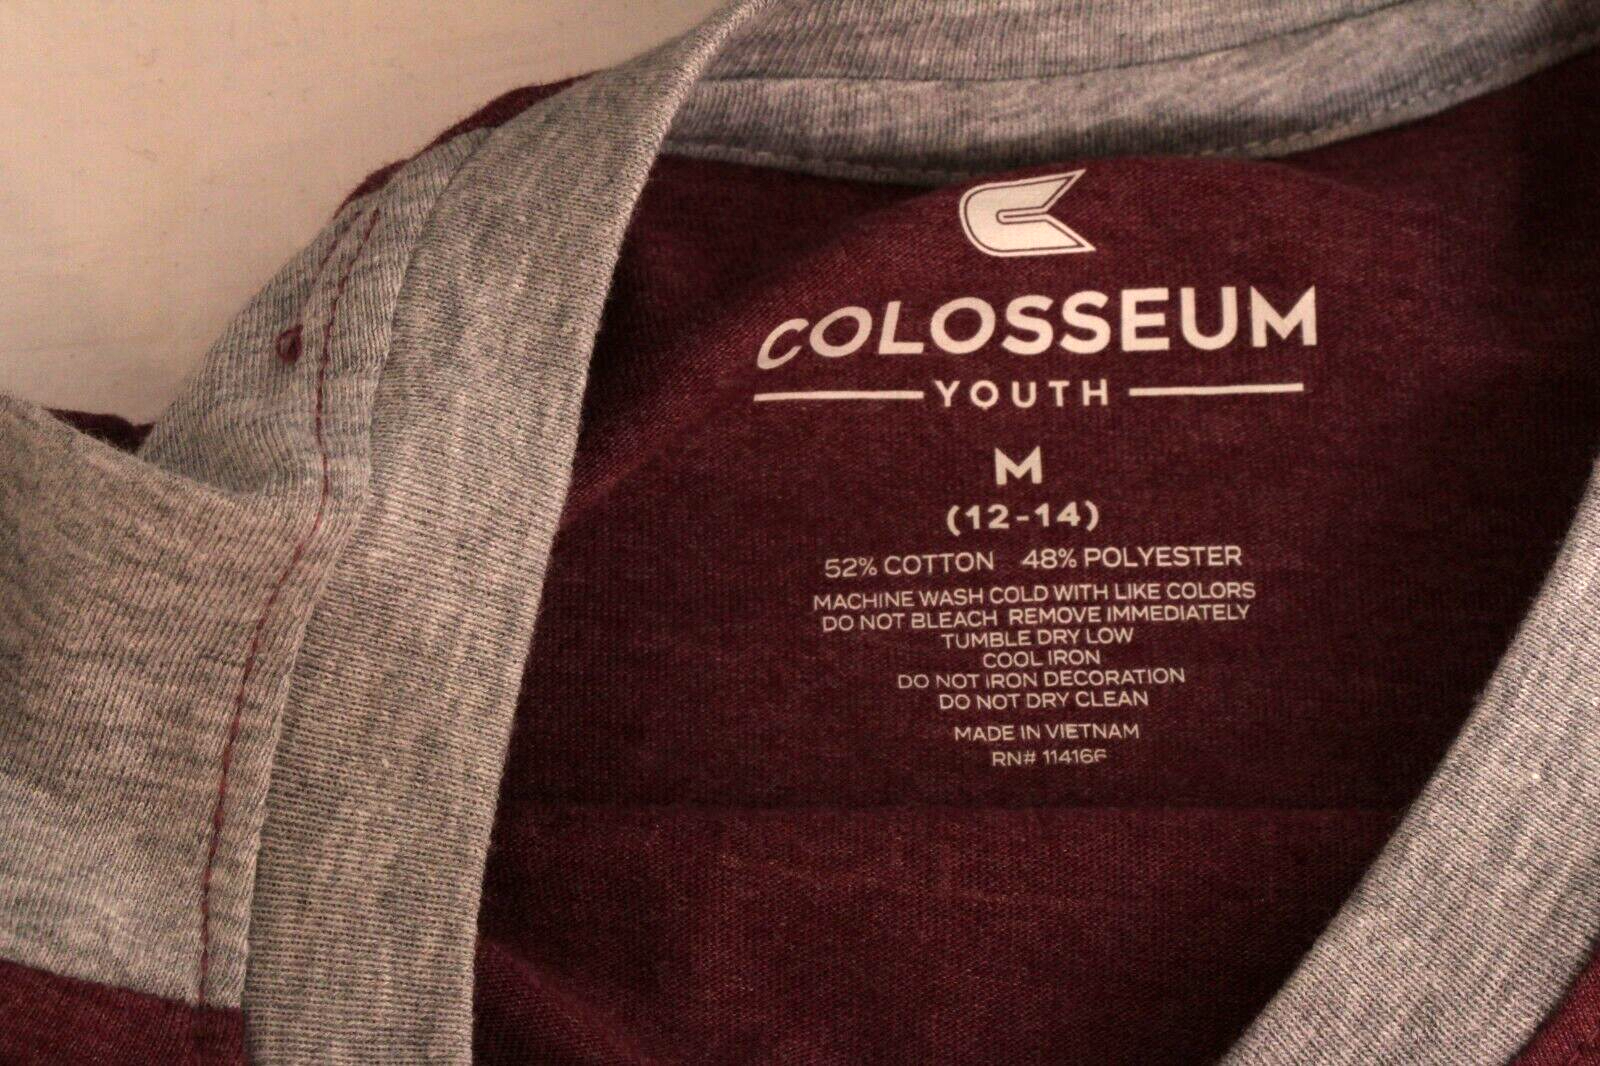 COLOSSEUM
YOUTH
M
(12-14)
52% COTTON 48% POLYESTER
MACHINE WASH COLD WITH LIKE COLORS
DO NOT BLEACH REMOVE IMMEDIATELY
TUMBLE DRY LOW
COOL IRON
DO NOT IRON DECORATION
DO NOT DRY CLEAN
MADE IN VIETNAM
RN# 114166